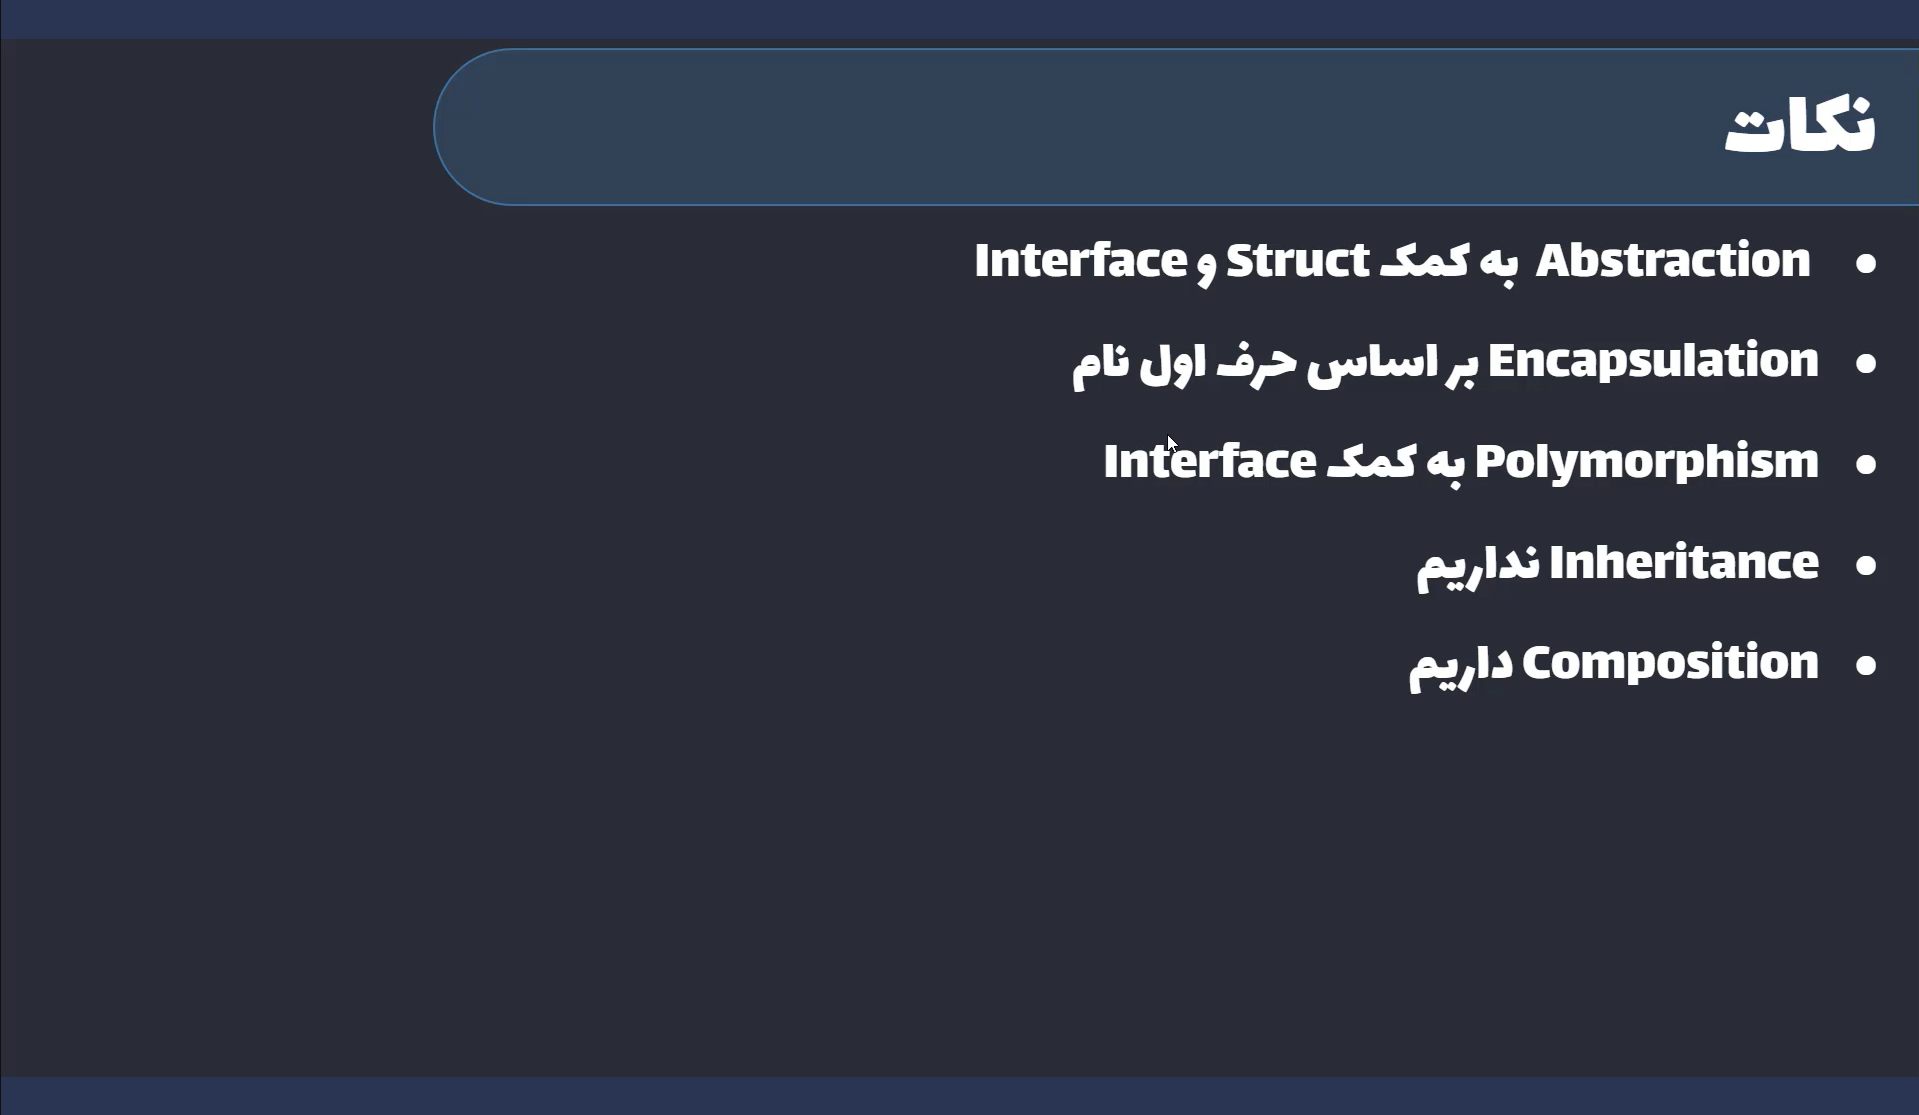 نکات
• Abstraction به کمک Struct و Interface
• Encapsulation بر اساس حرف اول نام
• Polymorphism به کمک Interface
• Inheritance نداریم
• Composition داریم